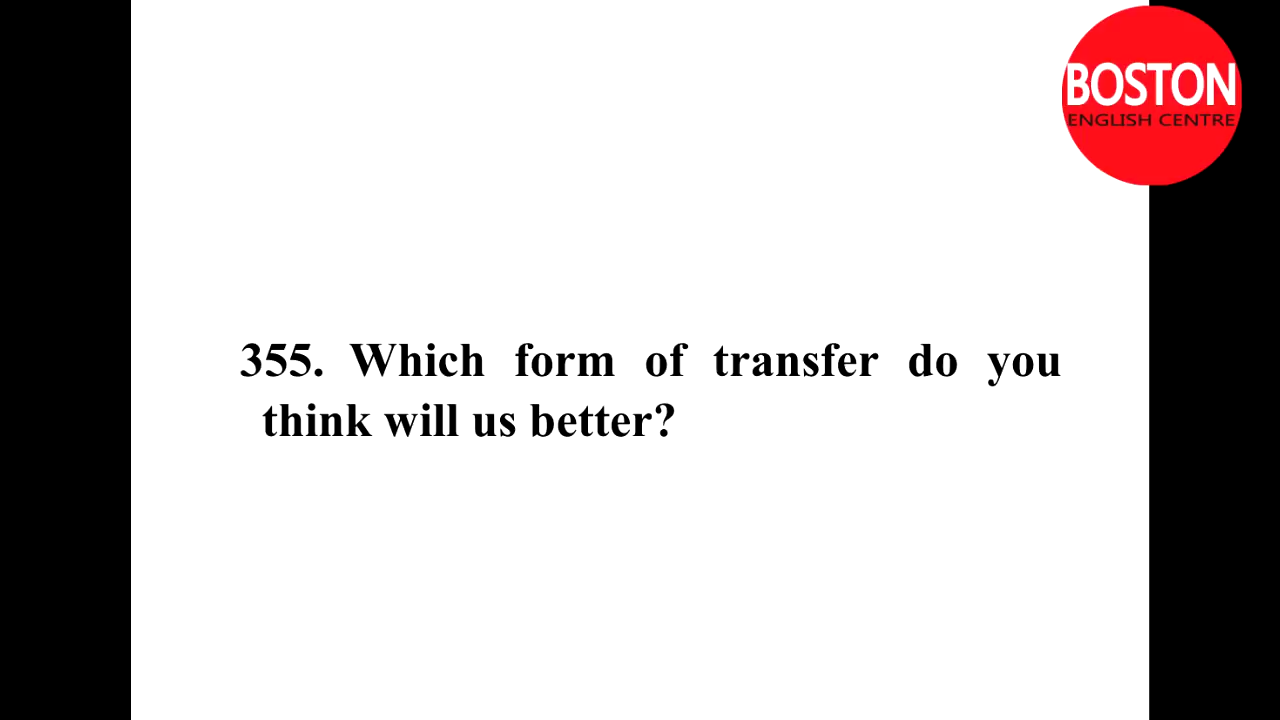 BOSTON
ENGLISH CENTRE
355. Which form of transfer do you
think will us better?